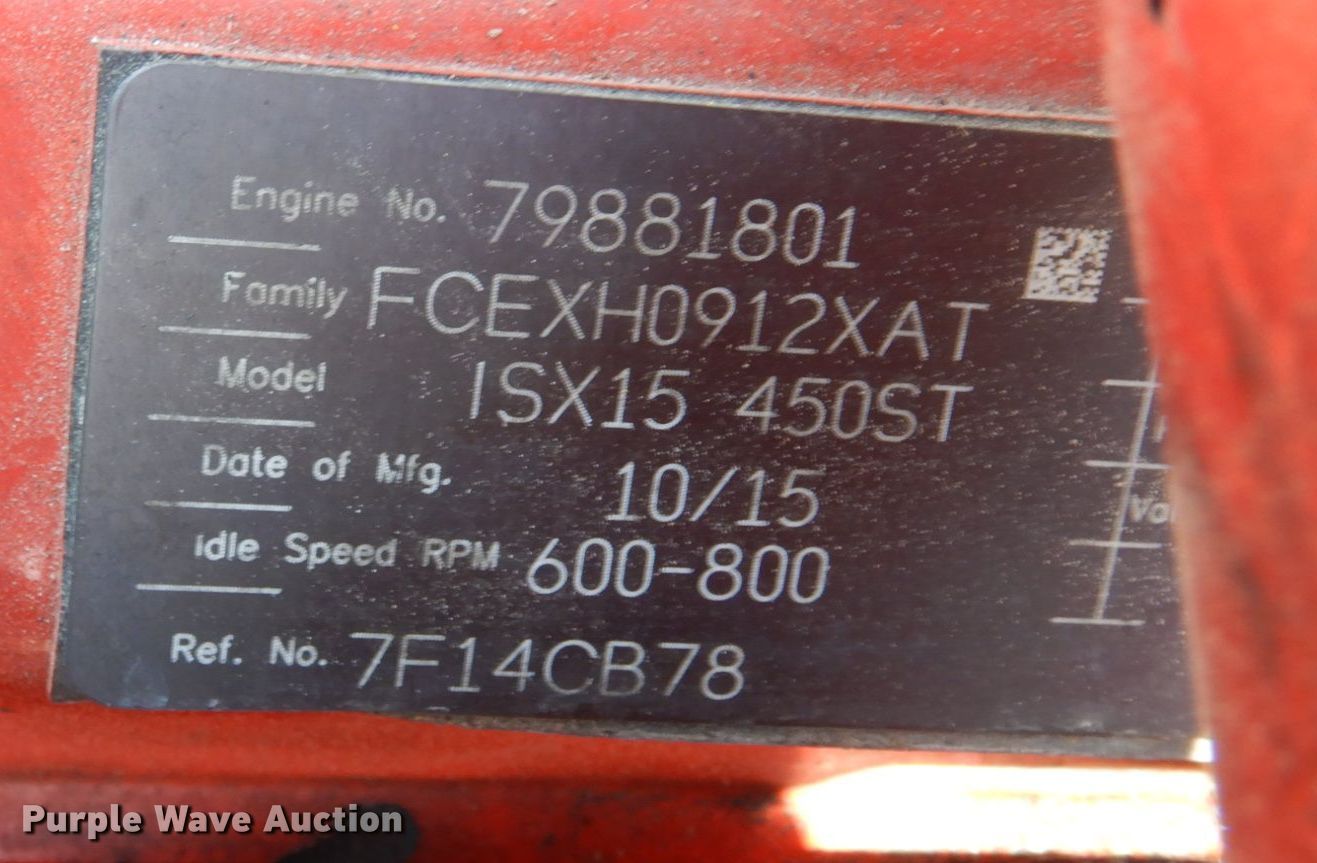 Engine No. 79881801
Family FCEXH0912XAT
Model ISX15 450ST
Date of Mfg. 10/15
Idle Speed RPM 600-800
Ref. No. 7F14CB78
Purple Wave Auction